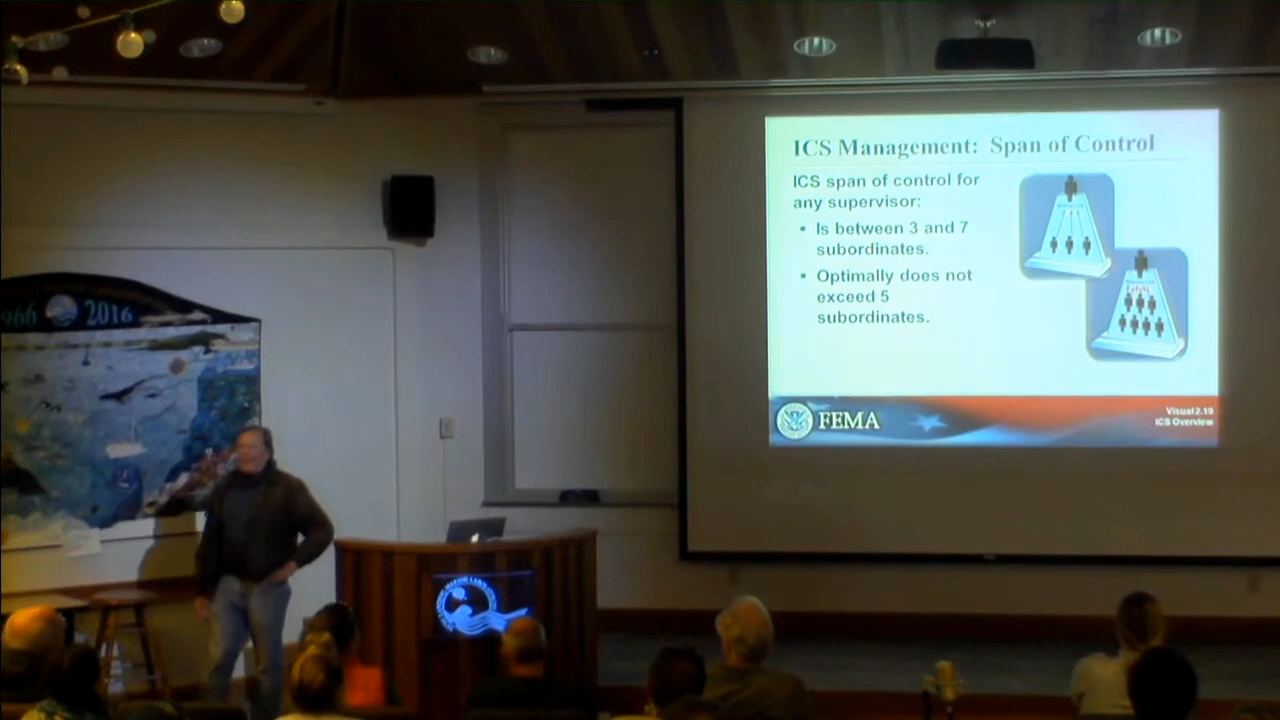 ICS Management: Span of Control
ICS span of control for
any supervisor:
▪ Is between 3 and 7
subordinates.
▪ Optimally does not
exceed 5
subordinates.
FEMA
Visual 2.19
ICS Overview
966 2016